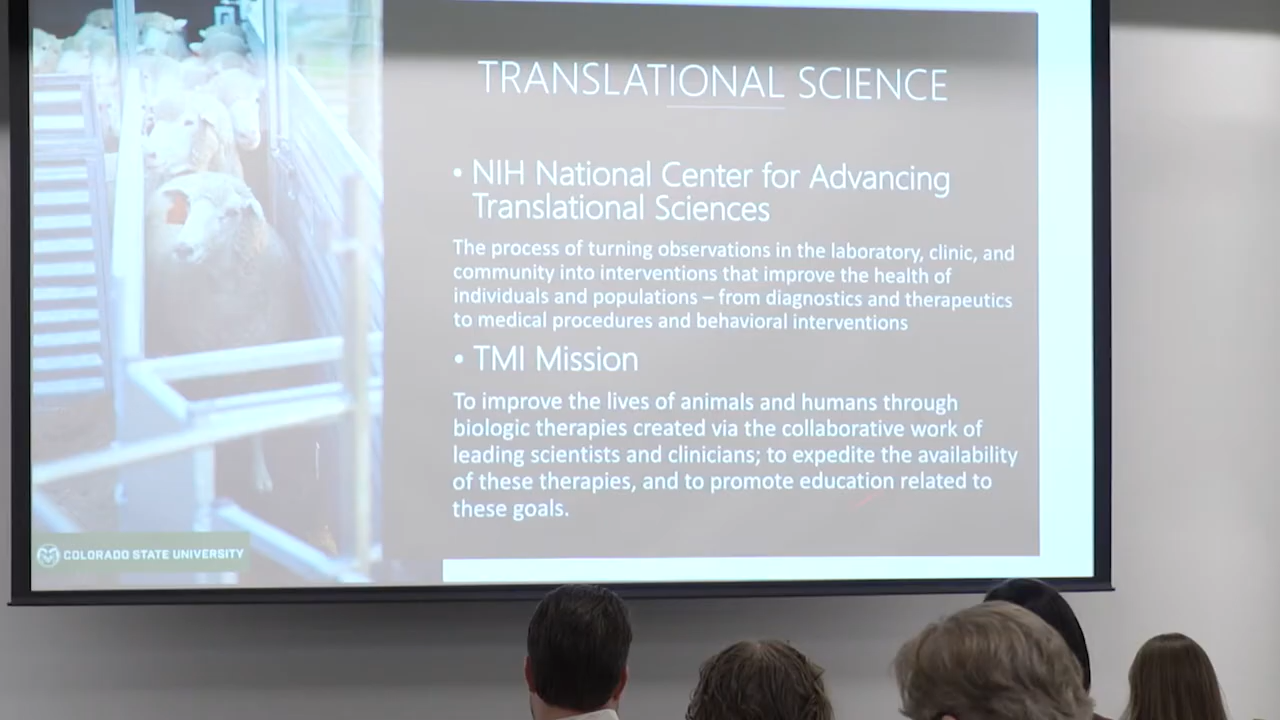 TRANSLATIONAL SCIENCE
• NIH National Center for Advancing
Translational Sciences
The process of turning observations in the laboratory, clinic, and
community into interventions that improve the health of
individuals and populations – from diagnostics and therapeutics
to medical procedures and behavioral interventions
• TMI Mission
To improve the lives of animals and humans through
biologic therapies created via the collaborative work of
leading scientists and clinicians; to expedite the availability
of these therapies, and to promote education related to
these goals.
COLORADO STATE UNIVERSITY